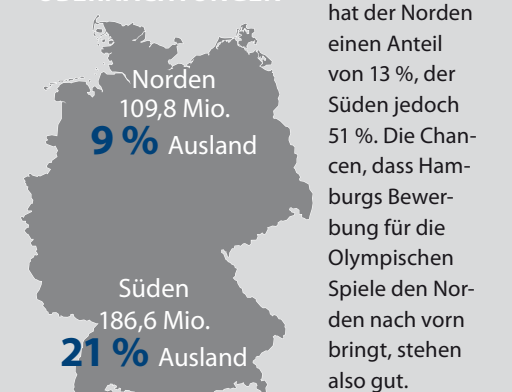 Norden
109,8 Mio.
9 % Ausland
Süden
186,6 Mio.
21 % Ausland
hat der Norden
einen Anteil
von 13 %, der
Süden jedoch
51 %. Die Chan-
cen, dass Ham-
burgs Bewer-
bung für die
Olympischen
Spiele den Nor-
den nach vorn
bringt, stehen
also gut.